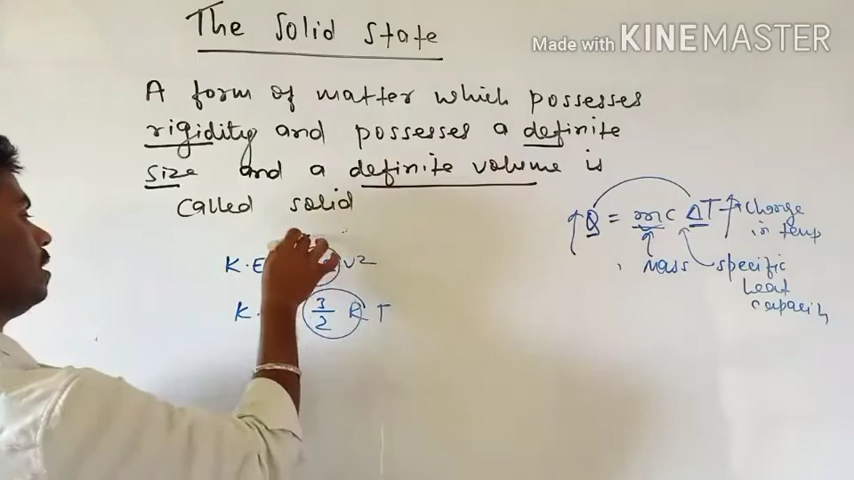 The Solid State
Made with KINEMASTER
A form of matter which possesses
rigidity and possesses a definite
size and a definite volume is
called solid
↑ Q = mc ΔT ↑ change
in temp
mass specific
heat
capacity
K.E v2
K. 3/2 R T